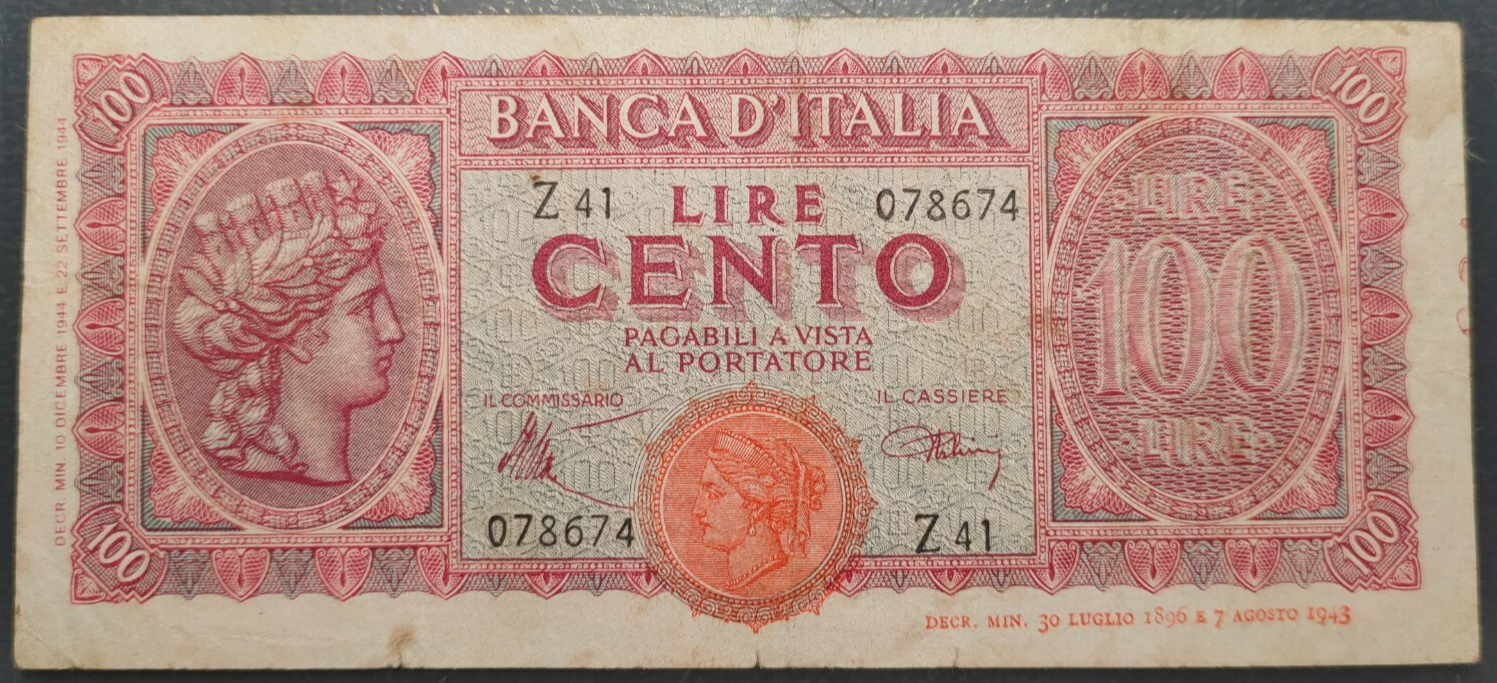 100
100
BANCA D'ITALIA
Z 41 LIRE 078674
CENTO
PAGABILI A VISTA
AL PORTATORE
IL COMMISSARIO
IL CASSIERE
078674
Z 41
LIRE
100
LIRE
100
100
DECR. MIN. 10 DICEMBRE 1944 E 22 SETTEMBRE 1944
DECR. MIN. 30 LUGLIO 1896 E 7 AGOSTO 1943